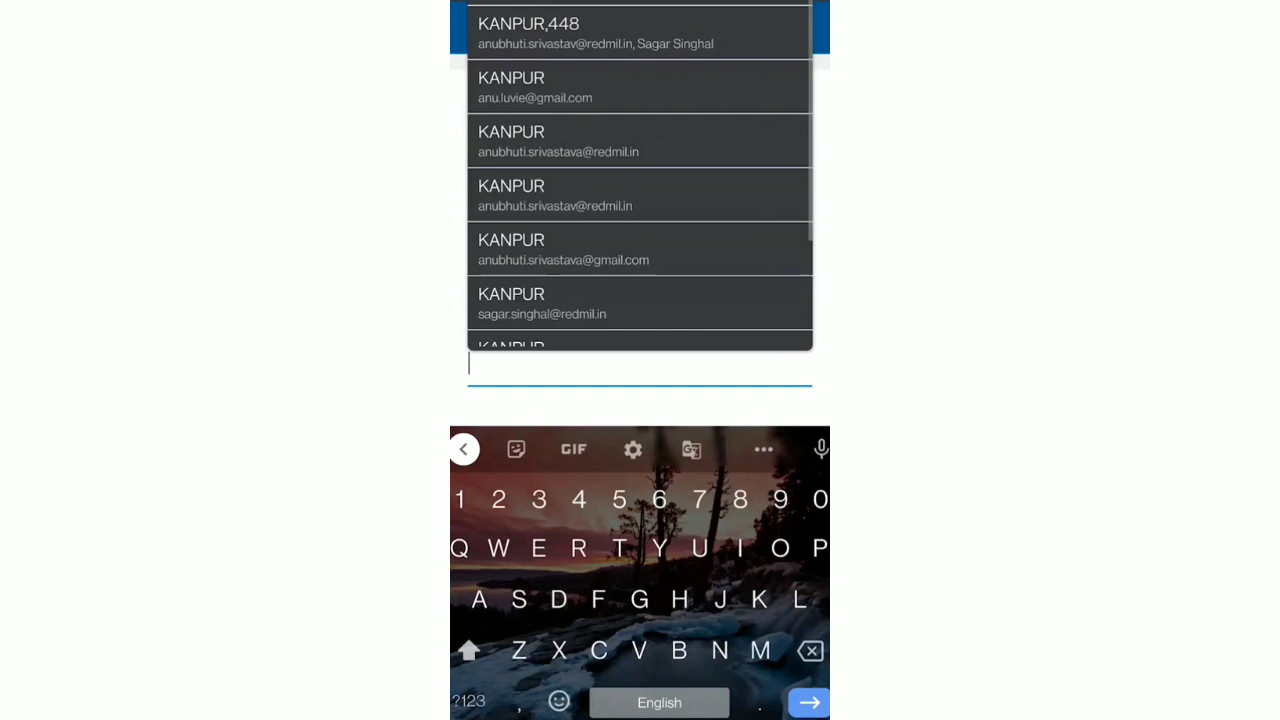 KANPUR,448
anubhuti.srivastav@redmil.in, Sagar Singhal
KANPUR
anu.luvie@gmail.com
KANPUR
anubhuti.srivastava@redmil.in
KANPUR
anubhuti.srivastav@redmil.in
KANPUR
anubhuti.srivastava@gmail.com
KANPUR
sagar.singhal@redmil.in
KANPUR
GIF
1 2 3 4 5 6 7 8 9 0
Q W E R T Y U I O P
A S D F G H J K L
Z X C V B N M
?123 , English .